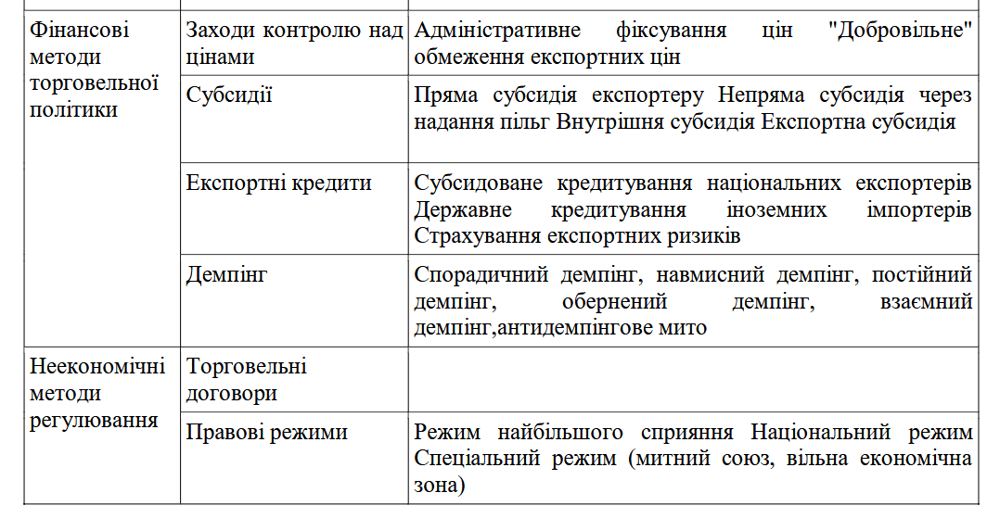 Фінансові методи торговельної політики
Заходи контролю над цінами
Адміністративне фіксування цін "Добровільне"
обмеження експортних цін
Субсидії
Пряма субсидія експортеру Непряма субсидія через
надання пільг Внутрішня субсидія Експортна субсидія
Експортні кредити
Субсидоване кредитування національних експортерів
Державне кредитування іноземних імпортерів
Страхування експортних ризиків
Демпінг
Спорадичний демпінг, навмисний демпінг, постійний
демпінг, обернений демпінг, взаємний
демпінг,антидемпінгове мито
Неекономічні методи регулювання
Торговельні договори
Правові режими
Режим найбільшого сприяння Національний режим
Спеціальний режим (митний союз, вільна економічна
зона)